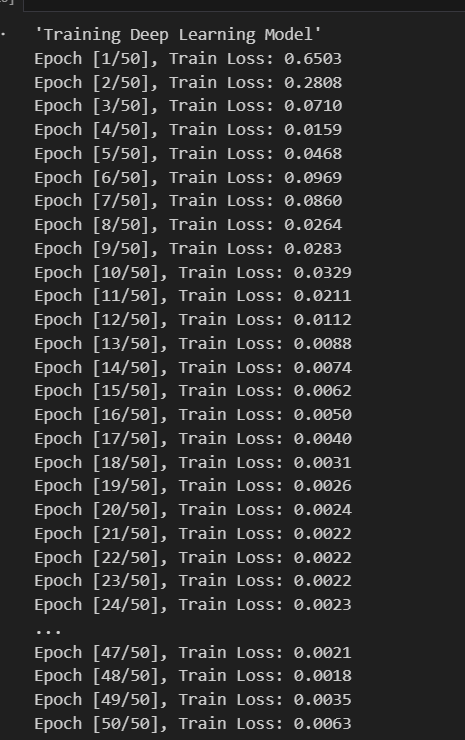 'Training Deep Learning Model'
Epoch [1/50], Train Loss: 0.6503
Epoch [2/50], Train Loss: 0.2808
Epoch [3/50], Train Loss: 0.0710
Epoch [4/50], Train Loss: 0.0159
Epoch [5/50], Train Loss: 0.0468
Epoch [6/50], Train Loss: 0.0969
Epoch [7/50], Train Loss: 0.0860
Epoch [8/50], Train Loss: 0.0264
Epoch [9/50], Train Loss: 0.0283
Epoch [10/50], Train Loss: 0.0329
Epoch [11/50], Train Loss: 0.0211
Epoch [12/50], Train Loss: 0.0112
Epoch [13/50], Train Loss: 0.0088
Epoch [14/50], Train Loss: 0.0074
Epoch [15/50], Train Loss: 0.0062
Epoch [16/50], Train Loss: 0.0050
Epoch [17/50], Train Loss: 0.0040
Epoch [18/50], Train Loss: 0.0031
Epoch [19/50], Train Loss: 0.0026
Epoch [20/50], Train Loss: 0.0024
Epoch [21/50], Train Loss: 0.0022
Epoch [22/50], Train Loss: 0.0022
Epoch [23/50], Train Loss: 0.0022
Epoch [24/50], Train Loss: 0.0023
...
Epoch [47/50], Train Loss: 0.0021
Epoch [48/50], Train Loss: 0.0018
Epoch [49/50], Train Loss: 0.0035
Epoch [50/50], Train Loss: 0.0063